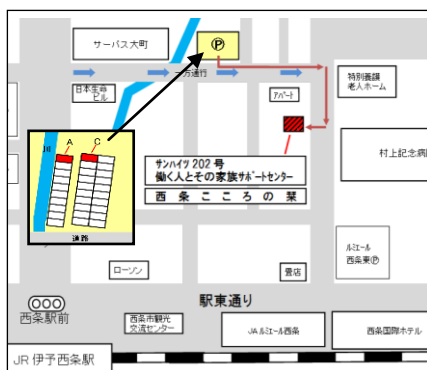 サーパス大町
Ⓟ
一方通行
日本生命
ビル
アパート
特別養護
老人ホーム
川
A
C
道路
サンハイツ 202 号
働く人とその家族サポートセンター
西 条 こ こ ろ の 栞
村上記念病院
ローソン
畳店
ルミエール
西条東Ⓟ
駅東通り
西条駅前
西条市観光
交流センター
JAルミエール西条
西条国際ホテル
JR 伊予西条駅